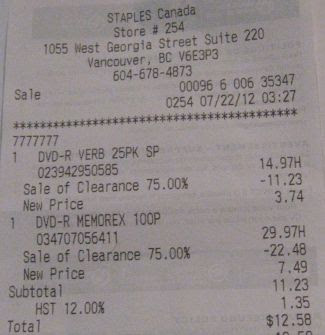 STAPLES Canada
Store # 254
1055 West Georgia Street Suite 220
Vancouver, BC V6E3P3
604-678-4873
00096 6 006 35347
Sale 0254 07/22/12 03:27
****************************************
7777777
1 DVD-R VERB 25PK SP
023942950585 14.97H
Sale of Clearance 75.00% -11.23
New Price 3.74
1 DVD-R MEMOREX 100P
034707056411 29.97H
Sale of Clearance 75.00% -22.48
New Price 7.49
Subtotal 11.23
HST 12.00% 1.35
Total $12.58